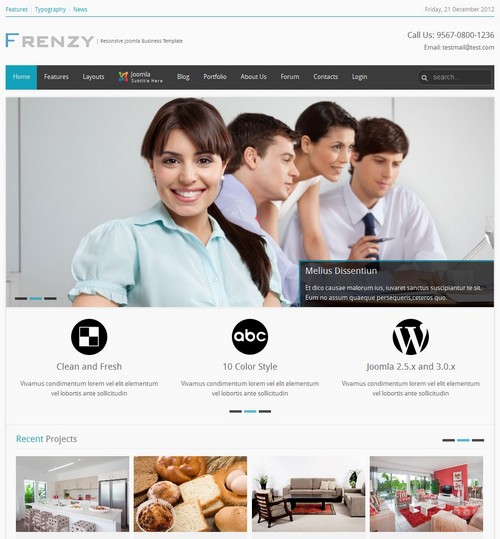 Features Typography News Friday, 21 December 2012
FRENZY Responsive Joomla Business Template
Call Us: 9567-0800-1236
Email: testmail@test.com
Home Features Layouts Joomla Blog Portfolio About Us Forum Contacts Login search...
Subtitle Here
Melius Dissentiun
Et dico causae malorum ius, iuvaret sanctus suscipiantur te sit.
Eum no assum quaeque persequeris,ceteros quo.
abc
Clean and Fresh 10 Color Style Joomla 2.5.x and 3.0.x
Vivamus condimentum lorem vel elit elementum Vivamus condimentum lorem vel elit elementum Vivamus condimentum lorem vel elit elementum
vel lobortis ante sollicitudin vel lobortis ante sollicitudin vel lobortis ante sollicitudin
Recent Projects